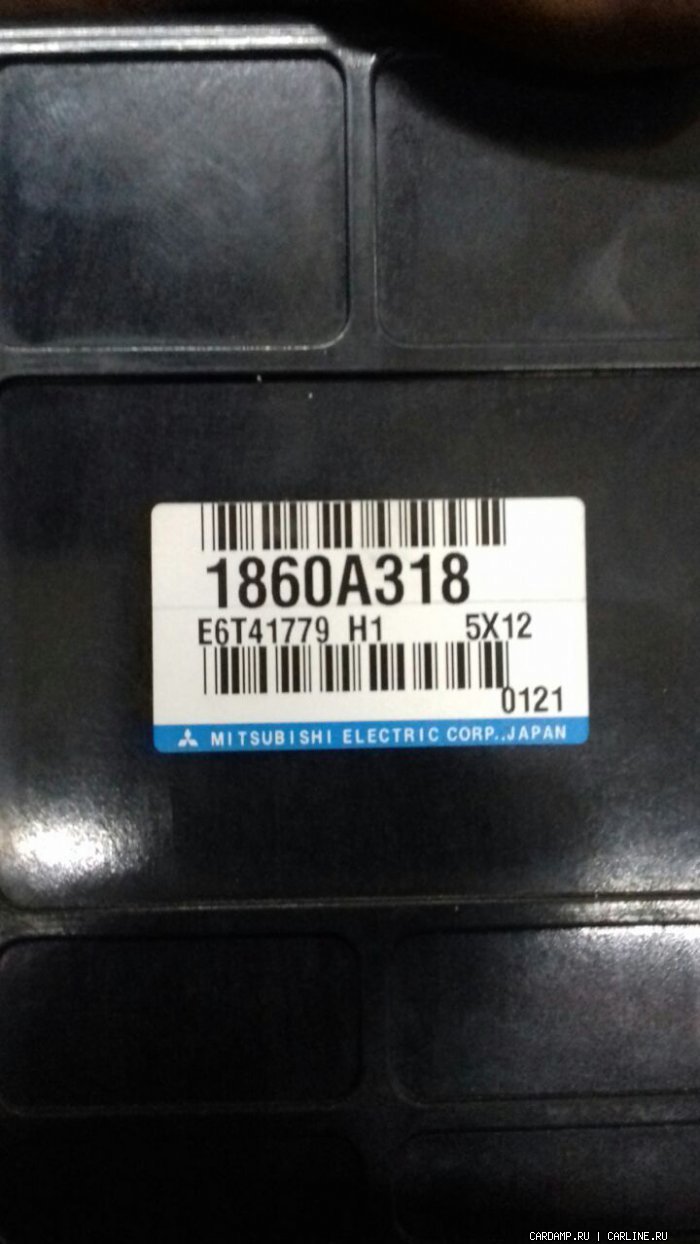 1860A318
E6T41779 H1 5X12
0121
MITSUBISHI ELECTRIC CORP., JAPAN
CARDAMP.RU | CARLINE.RU